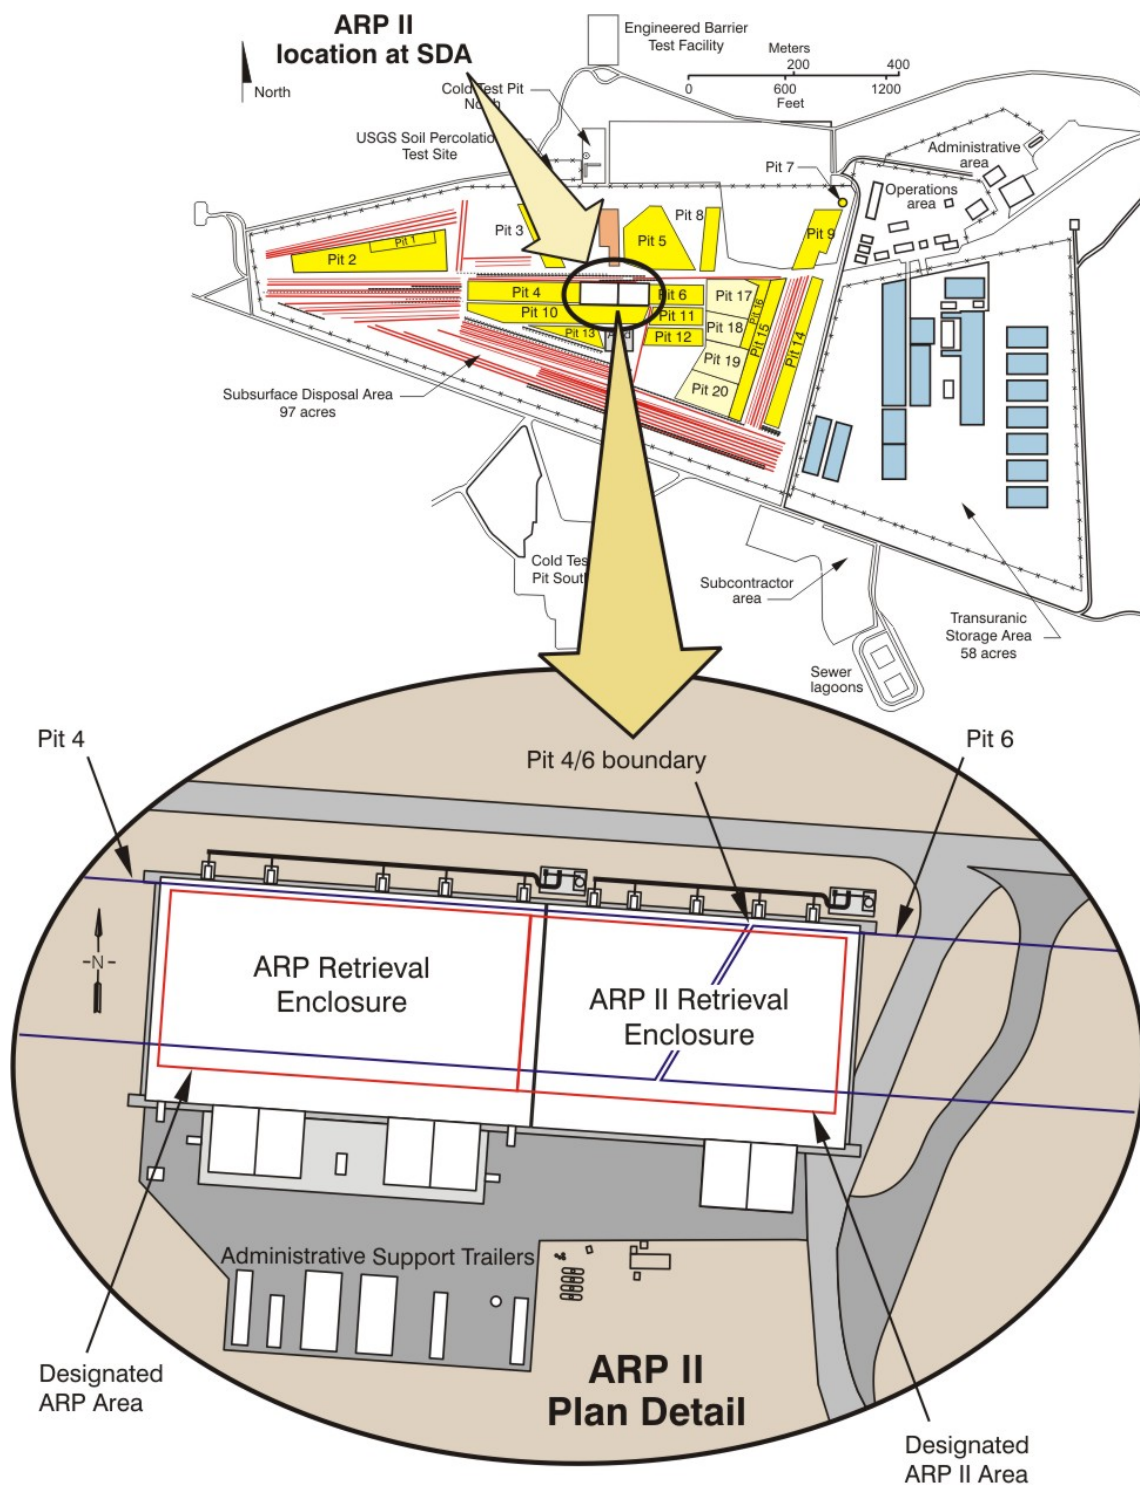 ARP II
location at SDA
North
Engineered Barrier
Test Facility
Meters
200 400
0 600 1200
Feet
Cold Test Pit
North
USGS Soil Percolation
Test Site
Administrative
area
Pit 7
Operations
area
Pit 3
Pit 8
Pit 5
Pit 9
Pit 1
Pit 2
Pit 4
Pit 6
Pit 17
Pit 16
Pit 10
Pit 11
Pit 18
Pit 15
Pit 14
Pit 13
Pit 12
Pit 19
Pit 20
Subsurface Disposal Area
97 acres
Cold
Pit South
Subcontractor
area
Transuranic
Storage Area
58 acres
Sewer
lagoons
Pit 4
Pit 4/6 boundary
Pit 6
N
ARP Retrieval
Enclosure
ARP II Retrieval
Enclosure
Administrative Support Trailers
Designated
ARP Area
ARP II
Plan Detail
Designated
ARP II Area